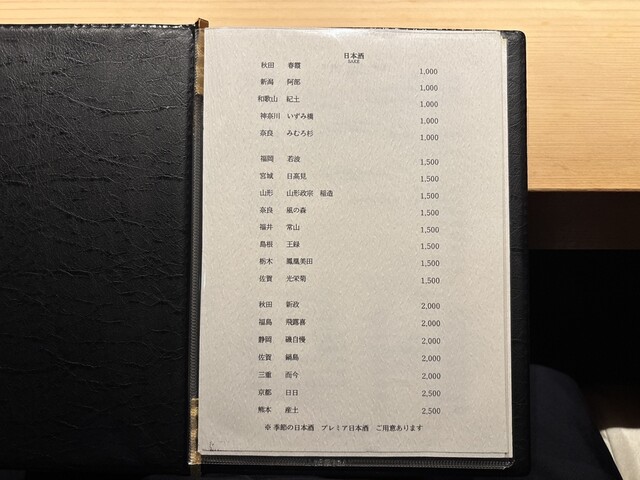 日本酒
SAKE
秋田 春霞 1,000
新潟 阿部 1,000
和歌山 紀土 1,000
神奈川 いずみ橋 1,000
奈良 みむろ杉 1,000
福岡 若波 1,500
宮城 日高見 1,500
山形 山形政宗 稲造 1,500
奈良 風の森 1,500
福井 常山 1,500
島根 王録 1,500
栃木 鳳凰美田 1,500
佐賀 光栄菊 1,500
秋田 新政 2,000
福島 飛露喜 2,000
静岡 磯自慢 2,000
佐賀 鍋島 2,000
三重 而今 2,000
京都 日日 2,500
熊本 産土 2,500
※ 季節の日本酒 プレミア日本酒 ご用意あります